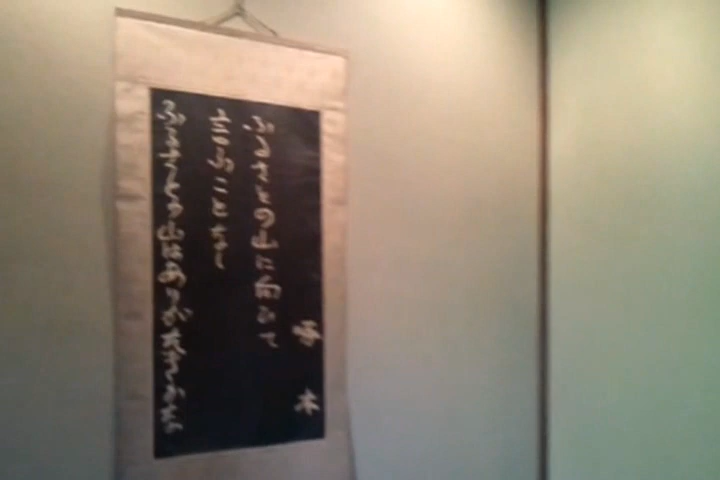 啄木
ふるさとの山に向ひて
言ふことなし
ふるさとの山はありがたきかな